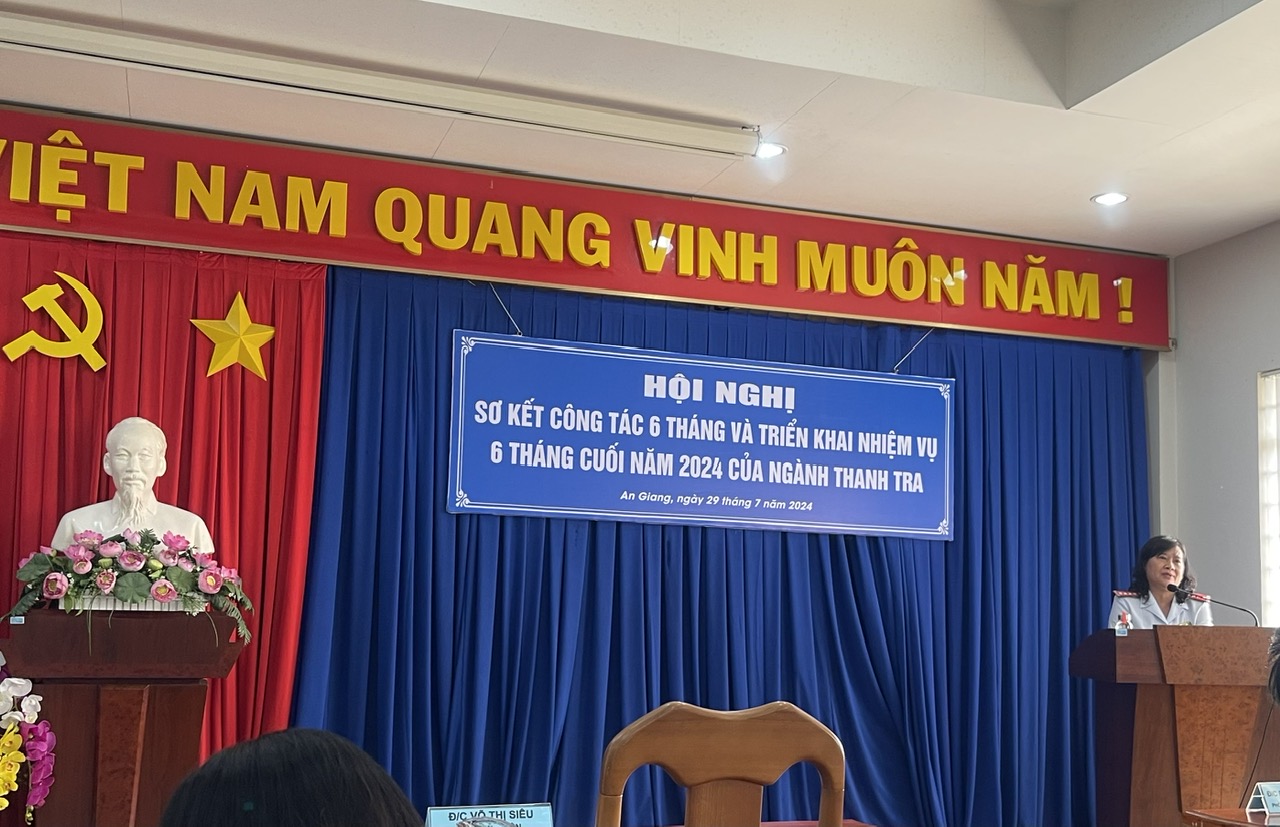 VIỆT NAM QUANG VINH MUÔN NĂM !
HỘI NGHỊ
SƠ KẾT CÔNG TÁC 6 THÁNG VÀ TRIỂN KHAI NHIỆM VỤ
6 THÁNG CUỐI NĂM 2024 CỦA NGÀNH THANH TRA
An Giang, ngày 29 tháng 7 năm 2024
Đ/C VÕ THỊ SIÊU